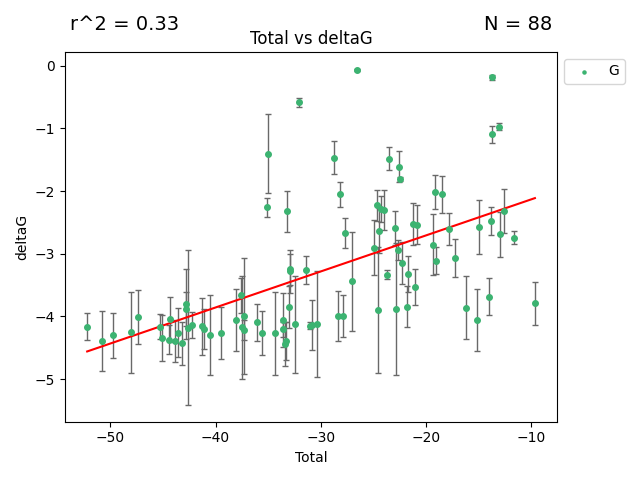 r^2 = 0.33
N = 88
Total vs deltaG
G
deltaG
0
−1
−2
−3
−4
−5
−50
−40
−30
−20
−10
Total